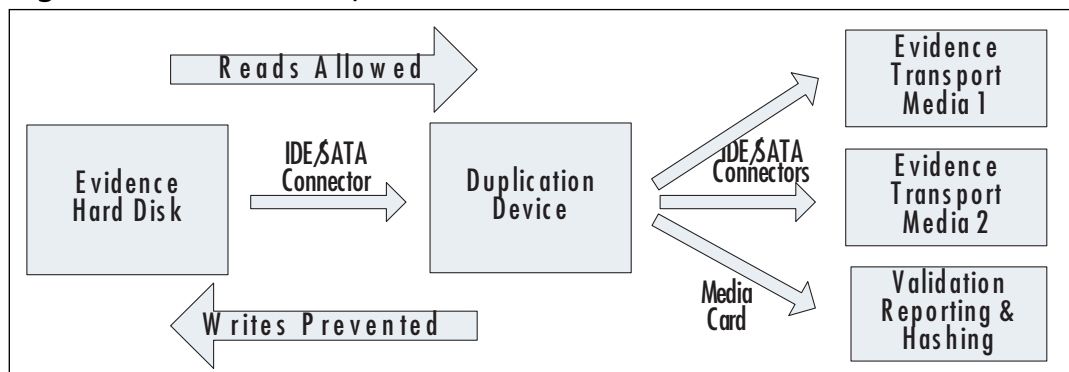 Reads Allowed
Evidence
Transport
Media 1
Evidence
Hard Disk
IDE/SATA
Connector
Duplication
Device
IDE/SATA
Connectors
Evidence
Transport
Media 2
Writes Prevented
Media
Card
Validation
Reporting &
Hashing